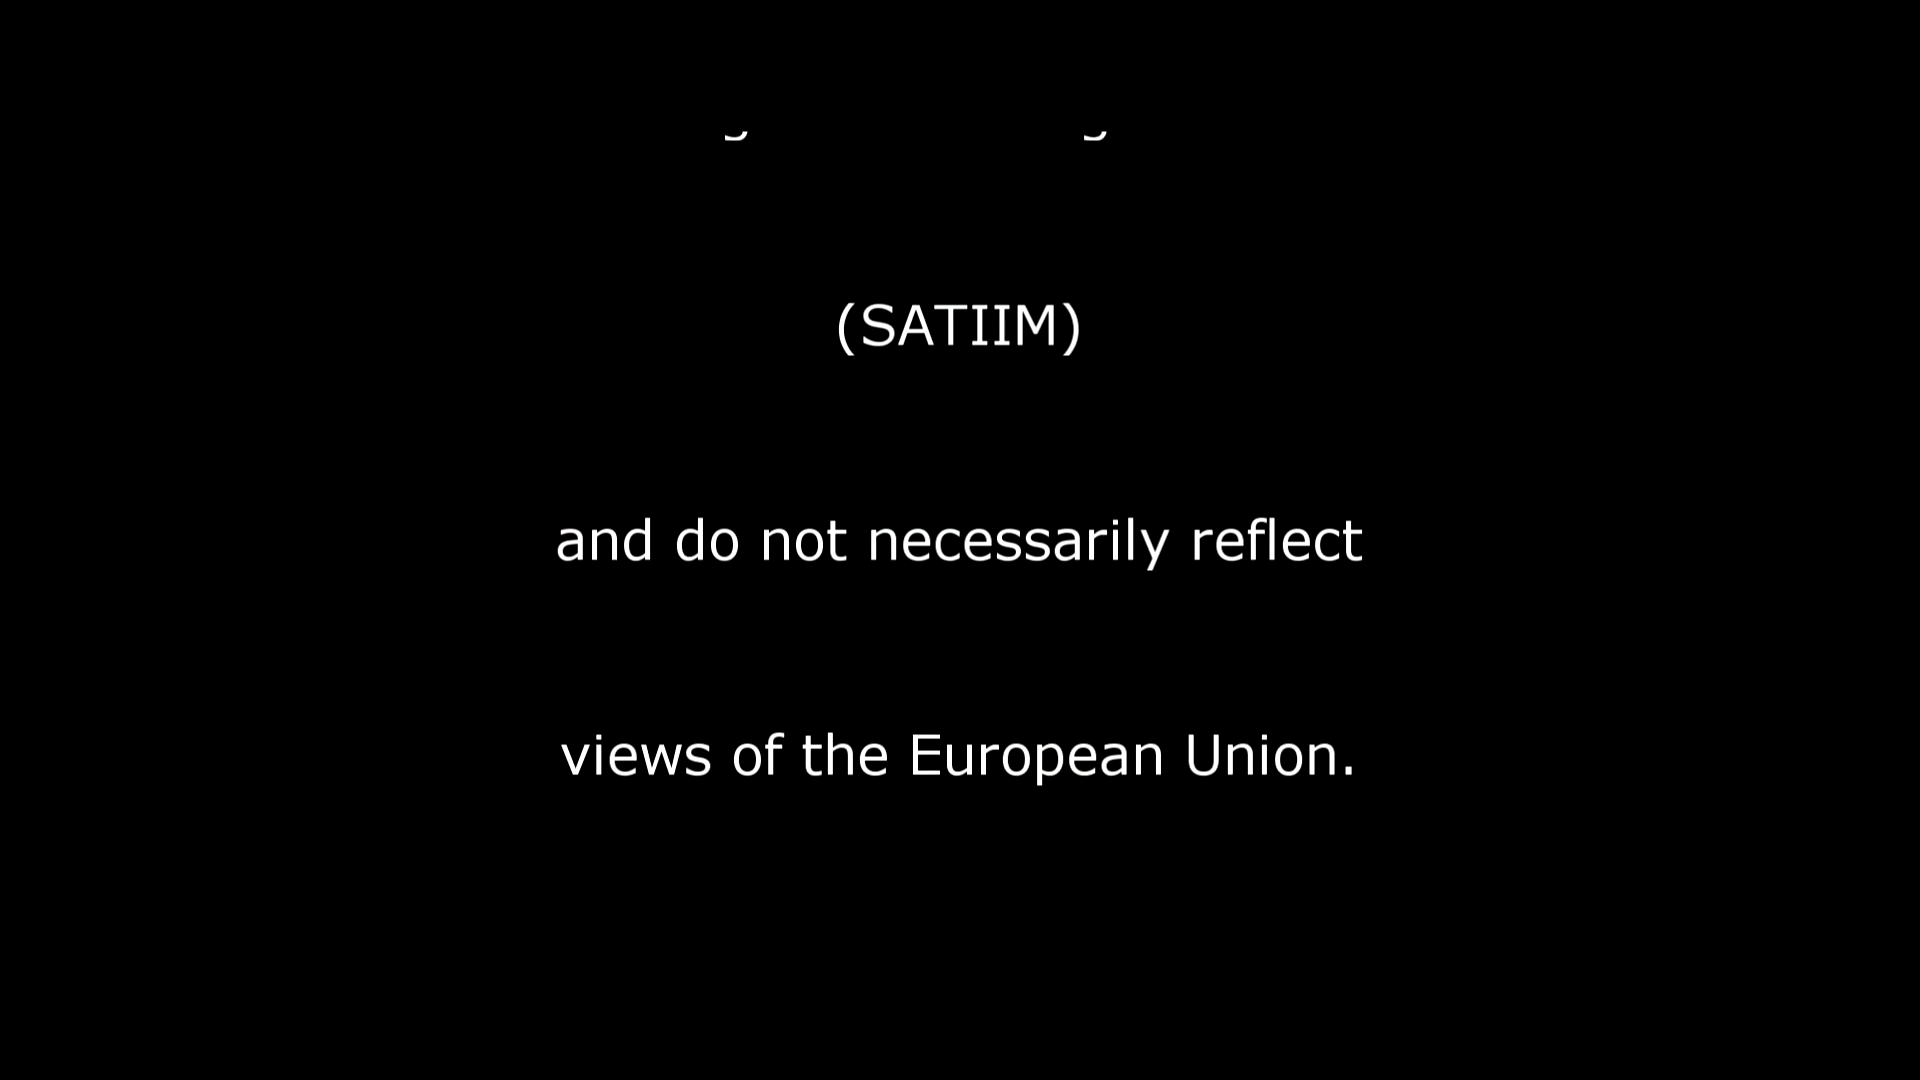 (SATIIM)
and do not necessarily reflect
views of the European Union.